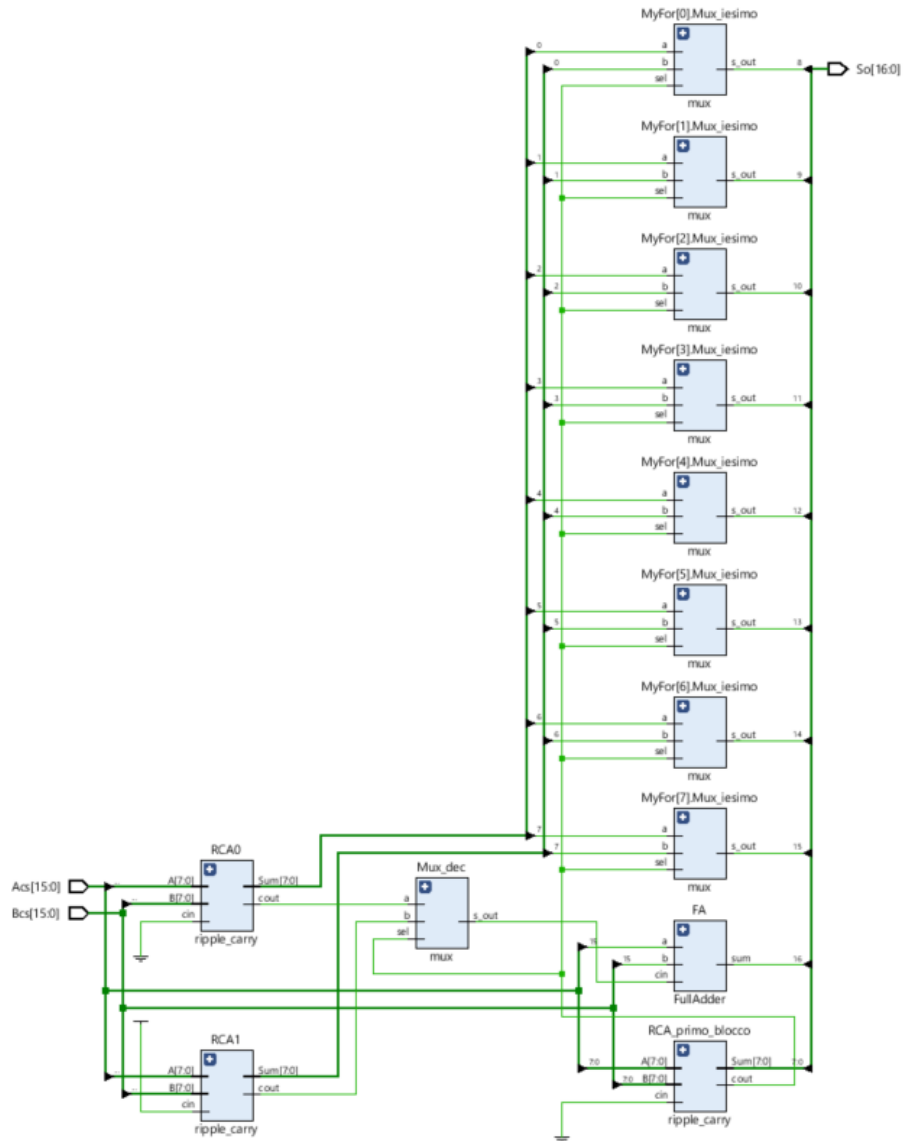 MyFor[0].Mux_iesimo
0 a
0 b s_out 8 So[16:0]
sel
mux
MyFor[1].Mux_iesimo
1 a
1 b s_out 9
sel
mux
MyFor[2].Mux_iesimo
2 a
2 b s_out 10
sel
mux
MyFor[3].Mux_iesimo
3 a
3 b s_out 11
sel
mux
MyFor[4].Mux_iesimo
4 a
4 b s_out 12
sel
mux
MyFor[5].Mux_iesimo
5 a
5 b s_out 13
sel
mux
MyFor[6].Mux_iesimo
6 a
6 b s_out 14
sel
mux
MyFor[7].Mux_iesimo
7 a
7 b s_out 15
sel
mux
RCA0
Acs[15:0] ... A[7:0] Sum[7:0]
Bcs[15:0] ... B[7:0] cout
cin
ripple_carry
Mux_dec
a
b s_out
sel
mux
FA
15 a
15 b sum 16
cin
FullAdder
RCA1
... A[7:0] Sum[7:0]
... B[7:0] cout
cin
ripple_carry
RCA_primo_blocco
7:0 A[7:0] Sum[7:0] 7:0
7:0 B[7:0] cout
cin
ripple_carry